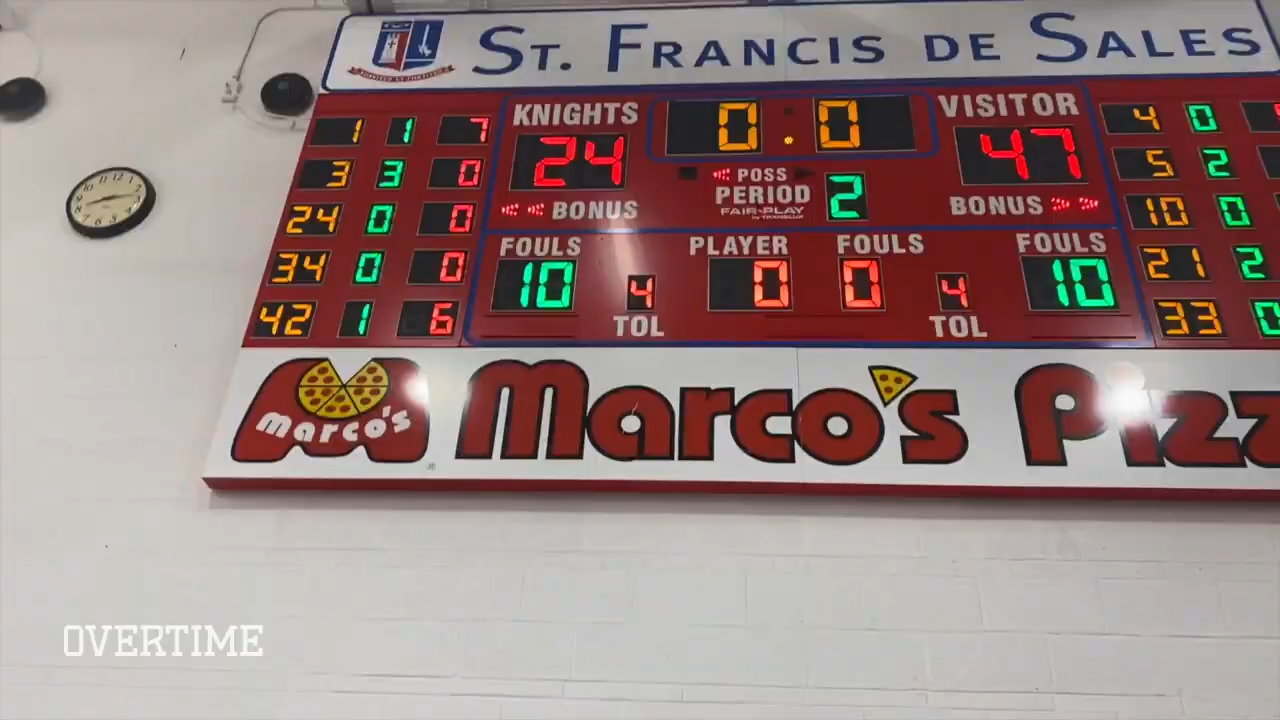 ST. FRANCIS DE SALES
KNIGHTS 0.0 VISITOR
24 47
POSS
PERIOD 2
FAIR-PLAY
BONUS BONUS
FOULS PLAYER FOULS FOULS
10 4 0 0 4 10
TOL TOL
1 1 7
3 3 0
24 0 0
34 0 0
42 1 6
4 0
5 2
10 0
21 2
33 0
marco's
Marco's Pizz
OVERTIME